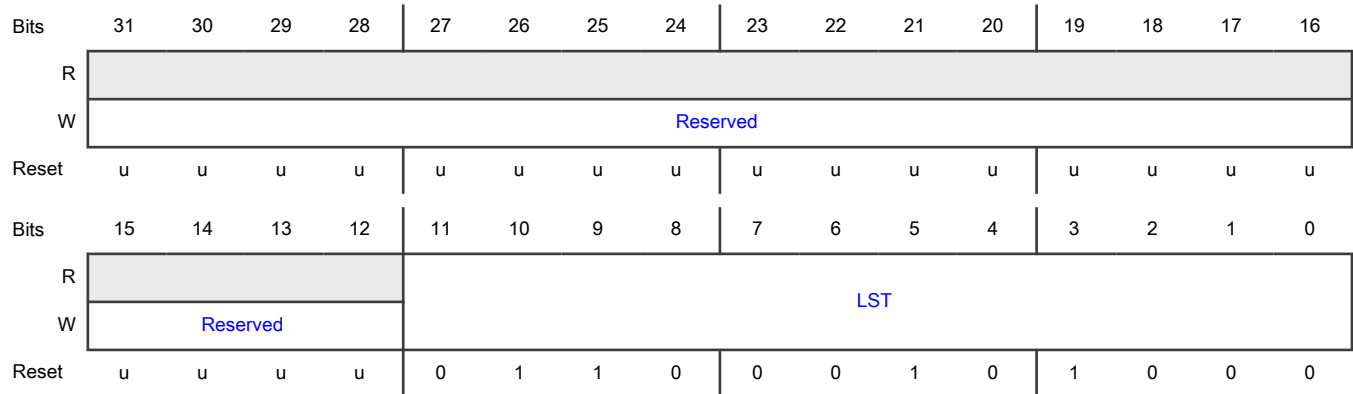 Bits 31 30 29 28 27 26 25 24 23 22 21 20 19 18 17 16
R
W Reserved
Reset u u u u u u u u u u u u u u u u
Bits 15 14 13 12 11 10 9 8 7 6 5 4 3 2 1 0
R
LST
W Reserved
Reset u u u u 0 1 1 0 0 0 1 0 1 0 0 0